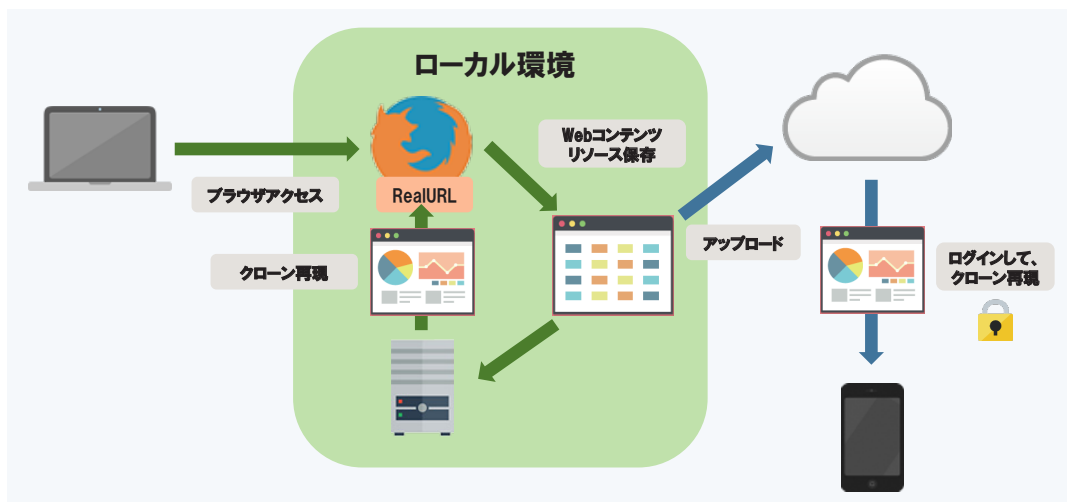 ローカル環境
Webコンテンツ
リソース保存
ブラウザアクセス
RealURL
クローン再現
アップロード
ログインして、
クローン再現